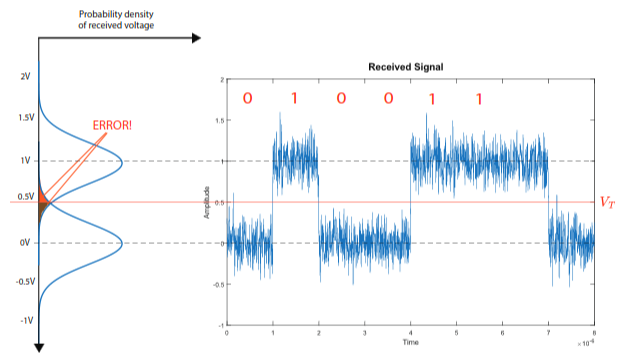 Probability density
of received voltage
2V
1.5V
1V
0.5V
0V
-0.5V
-1V
ERROR!
Received Signal
0 1 0 0 1 1
2
1.5
1
0.5
0
-0.5
-1
Amplitude
0 1 2 3 4 5 6 7 8
Time
×10⁻⁶
V_T